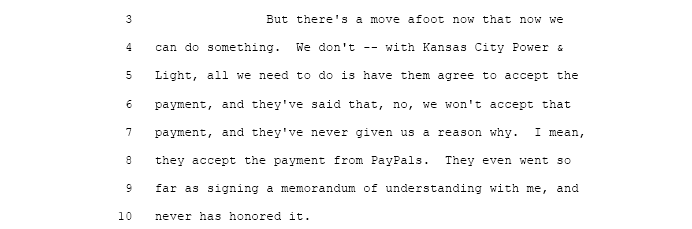 3 But there's a move afoot now that now we
4 can do something. We don't -- with Kansas City Power &
5 Light, all we need to do is have them agree to accept the
6 payment, and they've said that, no, we won't accept that
7 payment, and they've never given us a reason why. I mean,
8 they accept the payment from PayPals. They even went so
9 far as signing a memorandum of understanding with me, and
10 never has honored it.